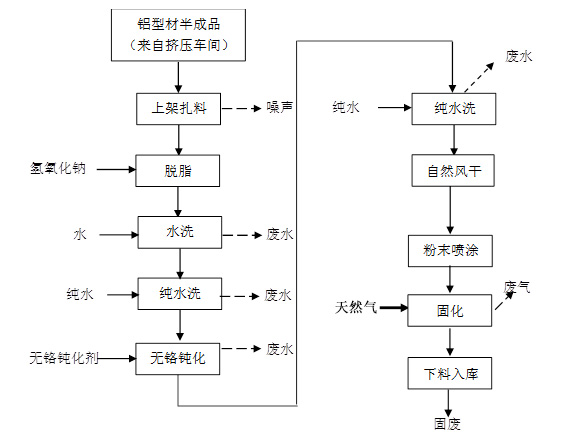 铝型材半成品
（来自挤压车间）
上架扎料
噪声
氢氧化钠
脱脂
水
水洗
废水
纯水
纯水洗
废水
无铬钝化剂
无铬钝化
废水
废水
纯水
纯水洗
自然风干
粉末喷涂
废气
天然气
固化
下料入库
固废